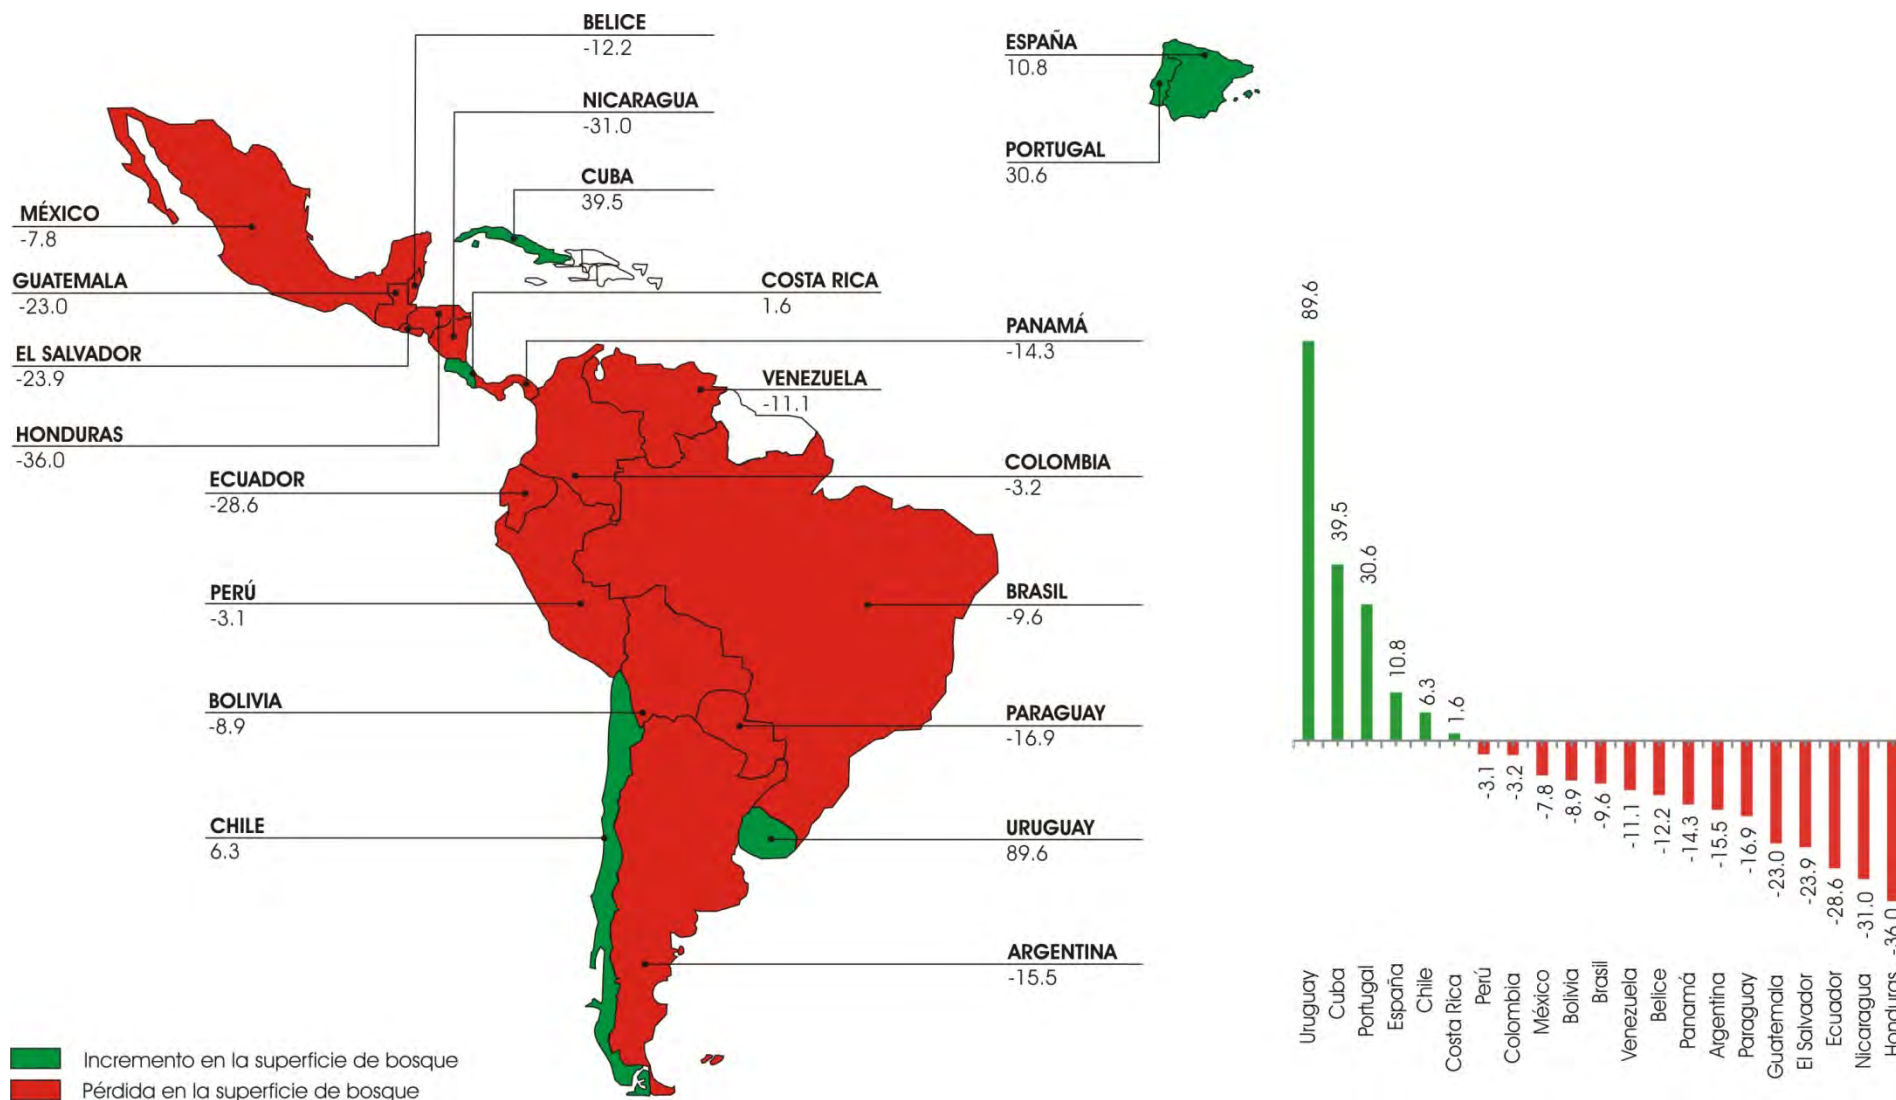 BELICE
-12.2
NICARAGUA
-31.0
CUBA
39.5
MÉXICO
-7.8
GUATEMALA
-23.0
EL SALVADOR
-23.9
HONDURAS
-36.0
COSTA RICA
1.6
PANAMÁ
-14.3
VENEZUELA
-11.1
ECUADOR
-28.6
COLOMBIA
-3.2
PERÚ
-3.1
BRASIL
-9.6
BOLIVIA
-8.9
PARAGUAY
-16.9
CHILE
6.3
URUGUAY
89.6
ARGENTINA
-15.5
ESPAÑA
10.8
PORTUGAL
30.6
Incremento en la superficie de bosque
Pérdida en la superficie de bosque
89.6
39.5
30.6
10.8
6.3
1.6
-3.1
-3.2
-7.8
-8.9
-9.6
-11.1
-12.2
-14.3
-15.5
-16.9
-23.0
-23.9
-28.6
-31.0
-36.0
Uruguay
Cuba
Portugal
España
Chile
Costa Rica
Perú
Colombia
México
Bolivia
Brasil
Venezuela
Belice
Panamá
Argentina
Paraguay
Guatemala
El Salvador
Ecuador
Nicaragua
Honduras